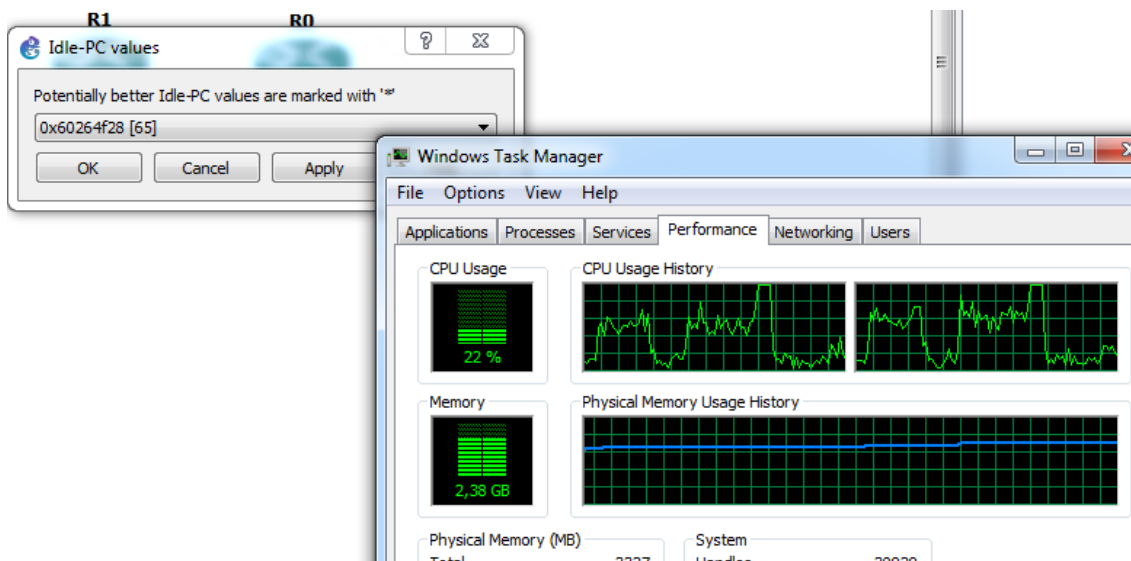 R1 R0
Idle-PC values
Potentially better Idle-PC values are marked with '*'
0x60264f28 [65]
OK Cancel Apply
Windows Task Manager
File Options View Help
Applications Processes Services Performance Networking Users
CPU Usage CPU Usage History
22 %
Memory Physical Memory Usage History
2,38 GB
Physical Memory (MB) System